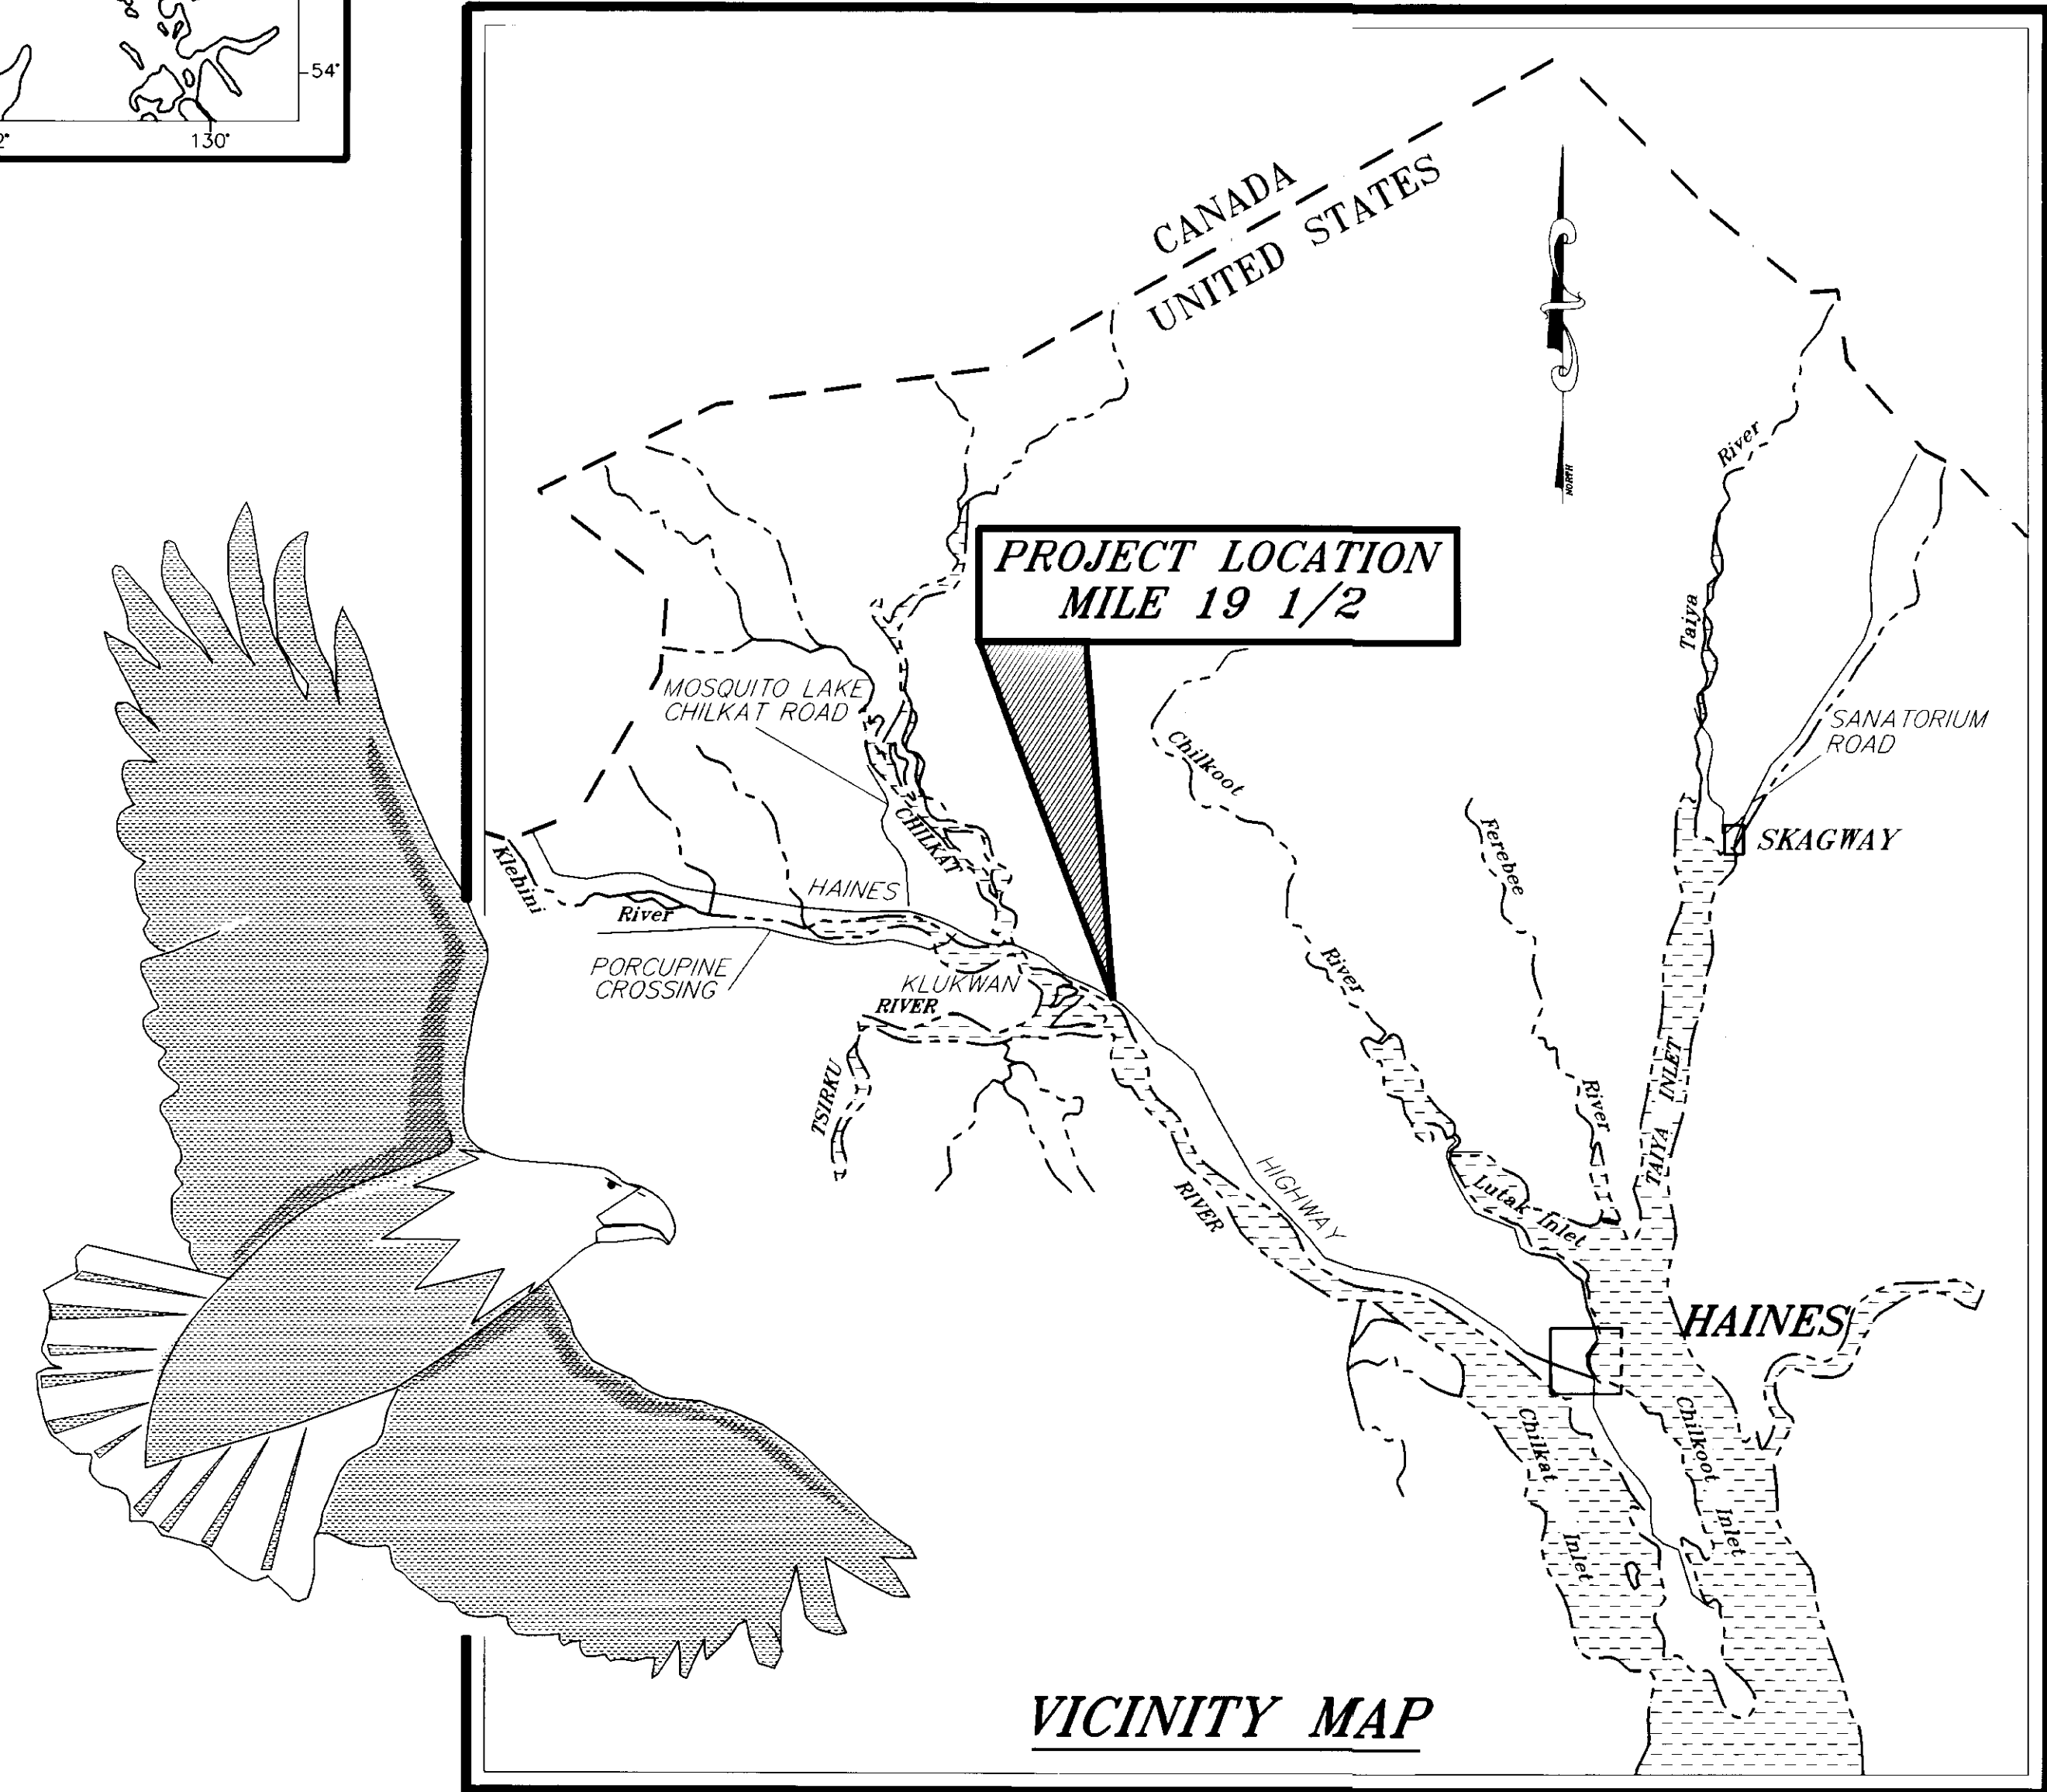 54°
2°
130°
CANADA
UNITED STATES
NORTH
PROJECT LOCATION
MILE 19 1/2
Taiya River
MOSQUITO LAKE
CHILKAT ROAD
SANATORIUM
ROAD
Chilkoot River
Ferebee River
SKAGWAY
CHILKAT RIVER
Klehini River
HAINES HIGHWAY
PORCUPINE
CROSSING
KLUKWAN
TSIRKU RIVER
TAIYA INLET
Lutak Inlet
HAINES
Chilkat Inlet
Chilkoot Inlet
VICINITY MAP